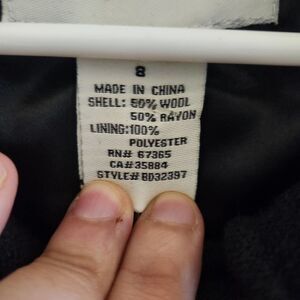 8
MADE IN CHINA
SHELL: 50% WOOL
50% RAYON
LINING:100%
POLYESTER
RN# 67365
CA#35884
STYLE# BD32397